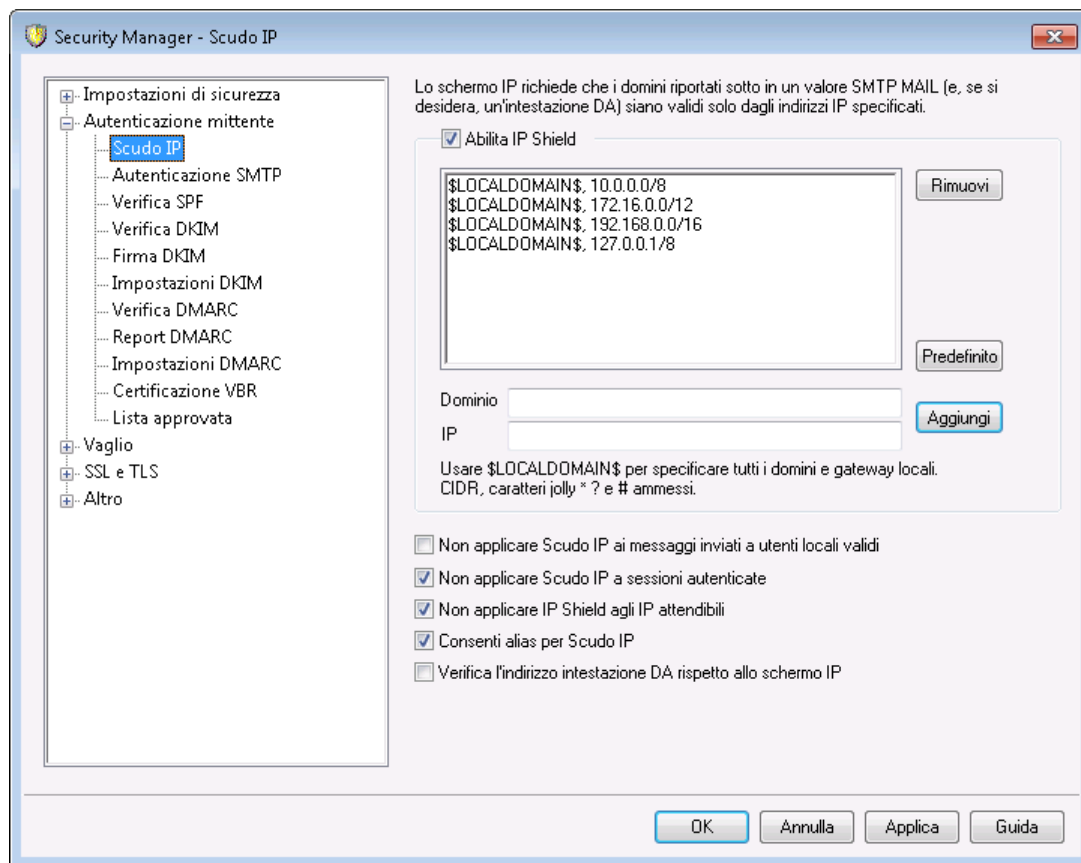 Security Manager - Scudo IP
Impostazioni di sicurezza
Autenticazione mittente
Scudo IP
Autenticazione SMTP
Verifica SPF
Verifica DKIM
Firma DKIM
Impostazioni DKIM
Verifica DMARC
Report DMARC
Impostazioni DMARC
Certificazione VBR
Lista approvata
Vaglio
SSL e TLS
Altro
Lo schermo IP richiede che i domini riportati sotto in un valore SMTP MAIL (e, se si
desidera, un'intestazione DA) siano validi solo dagli indirizzi IP specificati.
Abilita IP Shield
$LOCALDOMAIN$, 10.0.0.0/8
$LOCALDOMAIN$, 172.16.0.0/12
$LOCALDOMAIN$, 192.168.0.0/16
$LOCALDOMAIN$, 127.0.0.1/8
Rimuovi
Predefinito
Dominio
Aggiungi
IP
Usare $LOCALDOMAIN$ per specificare tutti i domini e gateway locali.
CIDR, caratteri jolly * ? e # ammessi.
Non applicare Scudo IP ai messaggi inviati a utenti locali validi
Non applicare Scudo IP a sessioni autenticate
Non applicare IP Shield agli IP attendibili
Consenti alias per Scudo IP
Verifica l'indirizzo intestazione DA rispetto allo schermo IP
OK
Annulla
Applica
Guida